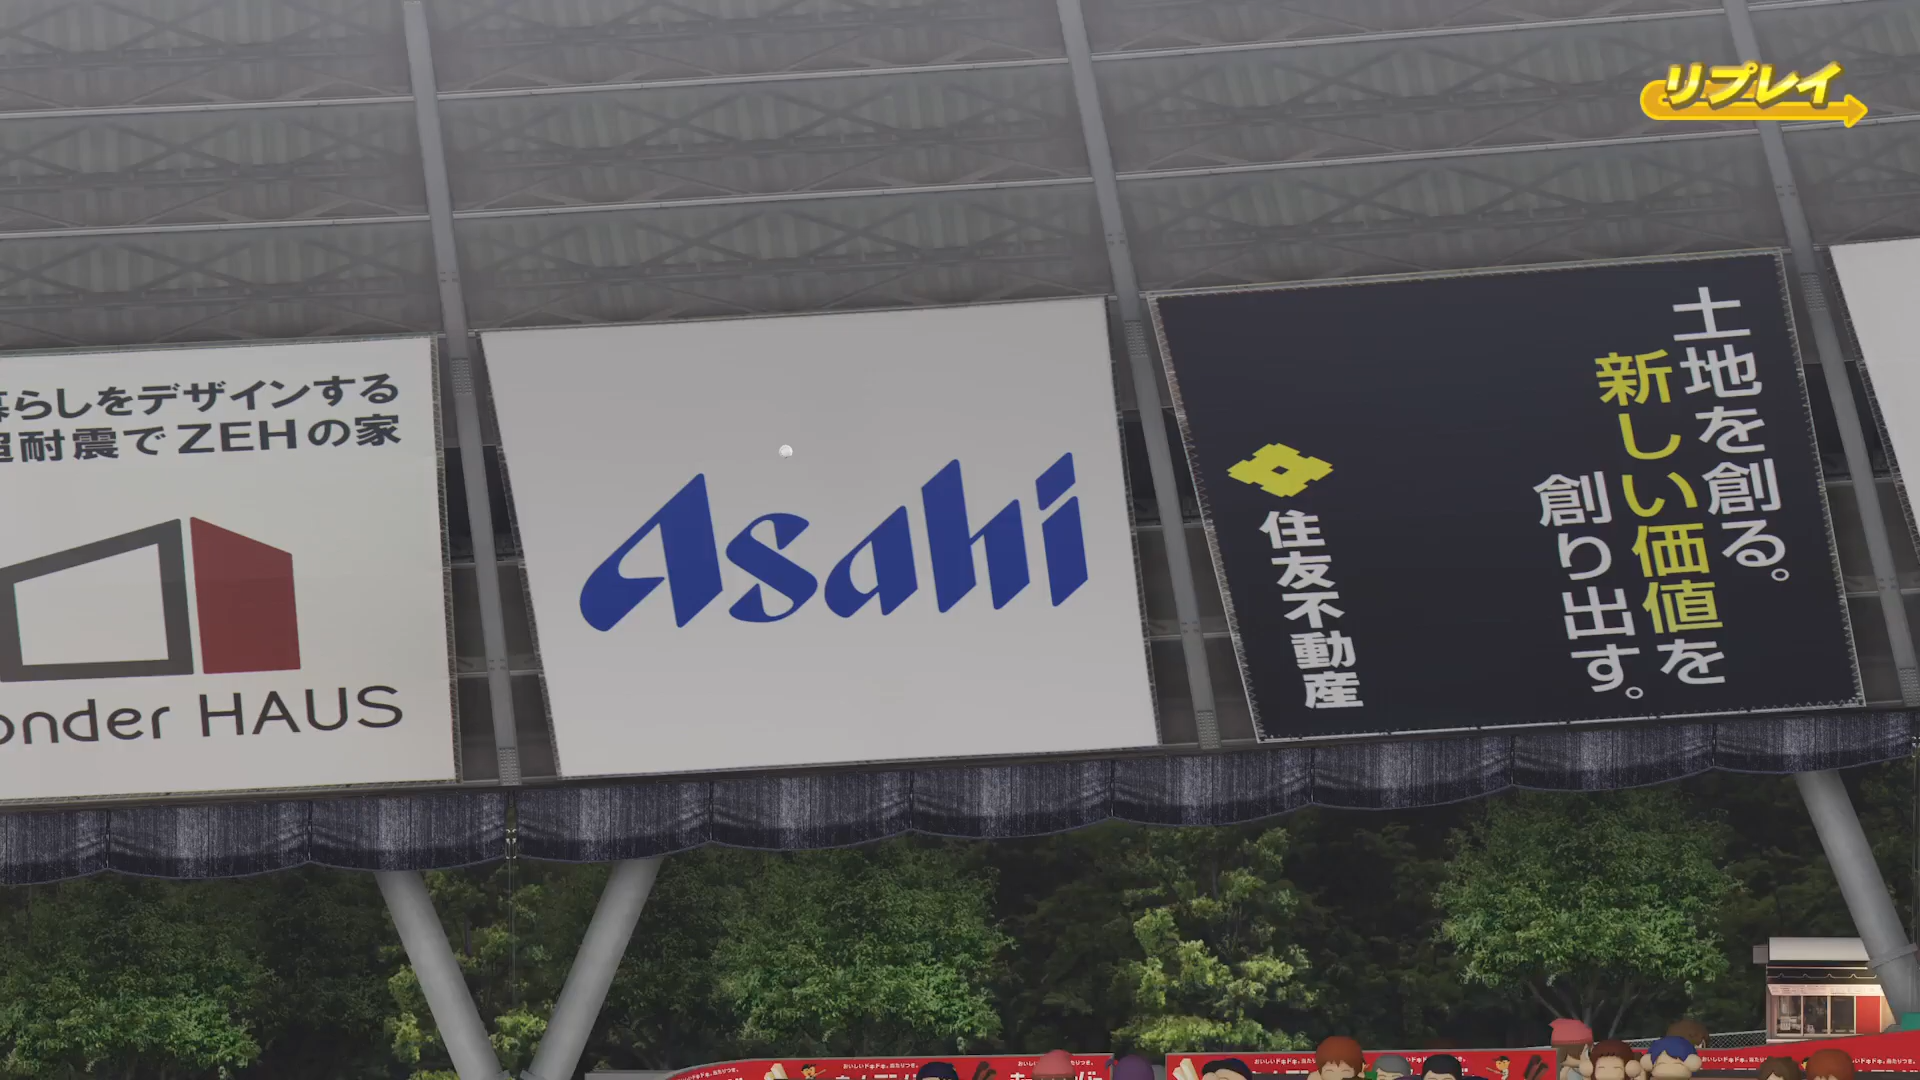 リプレイ
らしをデザインする
耐震でZEHの家
onder HAUS
Asahi
土地を創る。
新しい価値を
創り出す。
住友不動産